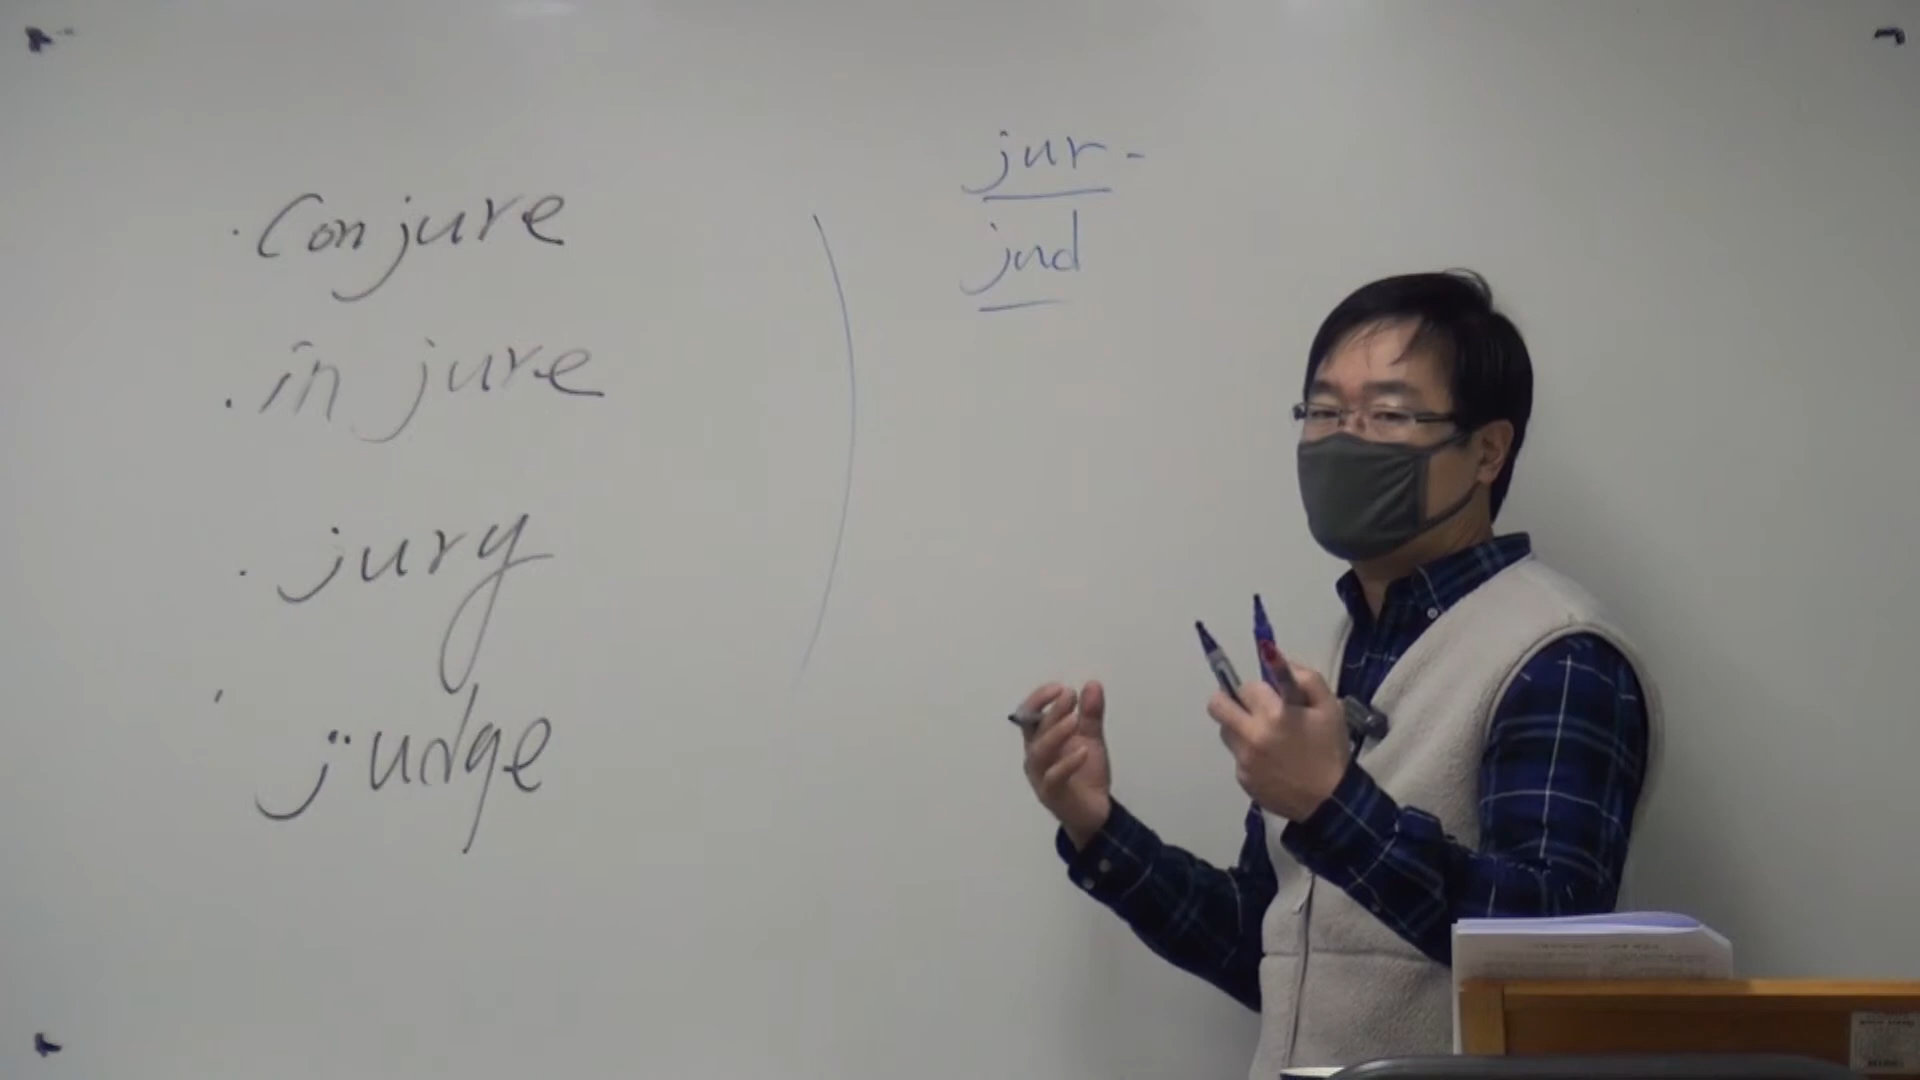 · Conjure
· injure
· jury
· judge
jur-
jud